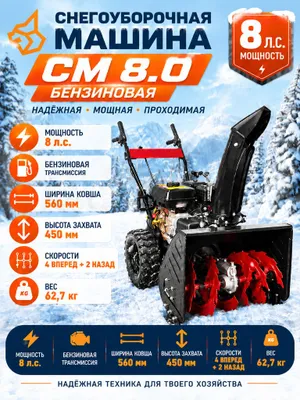 СНЕГОУБОРОЧНАЯ
МАШИНА
СМ 8.0
БЕНЗИНОВАЯ
НАДЁЖНАЯ • МОЩНАЯ • ПРОХОДИМАЯ
8 Л.С.
МОЩНОСТЬ
МОЩНОСТЬ
8 л.с.
БЕНЗИНОВАЯ
ТРАНСМИССИЯ
ШИРИНА КОВША
560 мм
ВЫСОТА ЗАХВАТА
450 мм
СКОРОСТИ
4 ВПЕРЕД + 2 НАЗАД
KG
ВЕС
62,7 кг
МОЩНОСТЬ
8 л.с.
БЕНЗИНОВАЯ
ТРАНСМИССИЯ
ШИРИНА КОВША
560 мм
ВЫСОТА ЗАХВАТА
450 мм
СКОРОСТИ
4 ВПЕРЕД
+ 2 НАЗАД
KG
ВЕС
62,7 кг
НАДЁЖНАЯ ТЕХНИКА ДЛЯ ТВОЕГО ХОЗЯЙСТВА